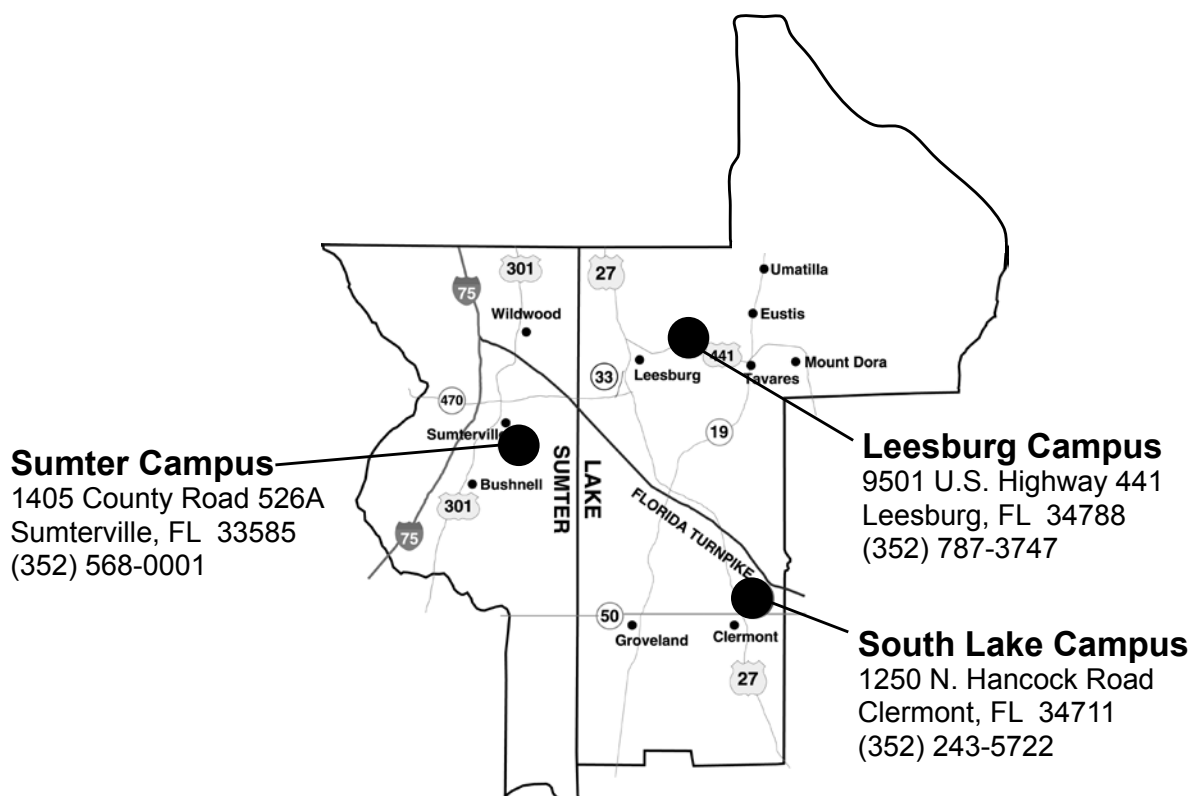 301
27
75
Umatilla
Wildwood
Eustis
441
Mount Dora
Leesburg
Tavares
33
470
19
Sumterville
Bushnell
301
75
SUMTER
LAKE
FLORIDA TURNPIKE
50
Groveland
Clermont
27
Sumter Campus
1405 County Road 526A
Sumterville, FL 33585
(352) 568-0001
Leesburg Campus
9501 U.S. Highway 441
Leesburg, FL 34788
(352) 787-3747
South Lake Campus
1250 N. Hancock Road
Clermont, FL 34711
(352) 243-5722